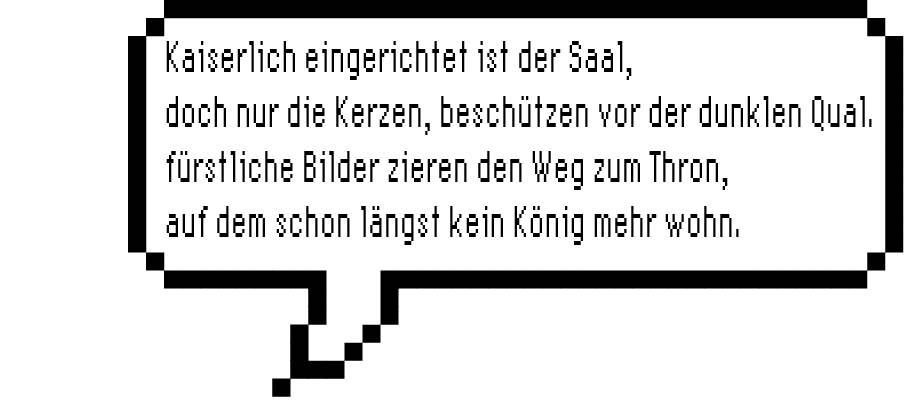 Kaiserlich eingerichtet ist der Saal,
doch nur die Kerzen, beschützen vor der dunklen Qual.
fürstliche Bilder zieren den Weg zum Thron,
auf dem schon längst kein König mehr wohn.